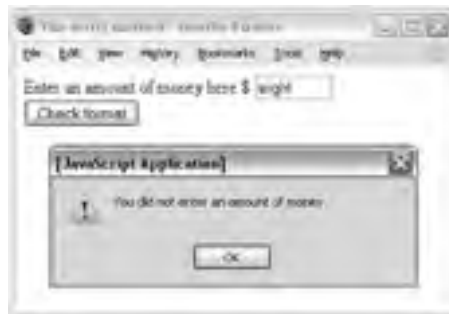 File Edit View History Bookmarks Tools Help
Enter an amount of money here $ eight
Check format
[JavaScript Application]
You did not enter an amount of money
OK